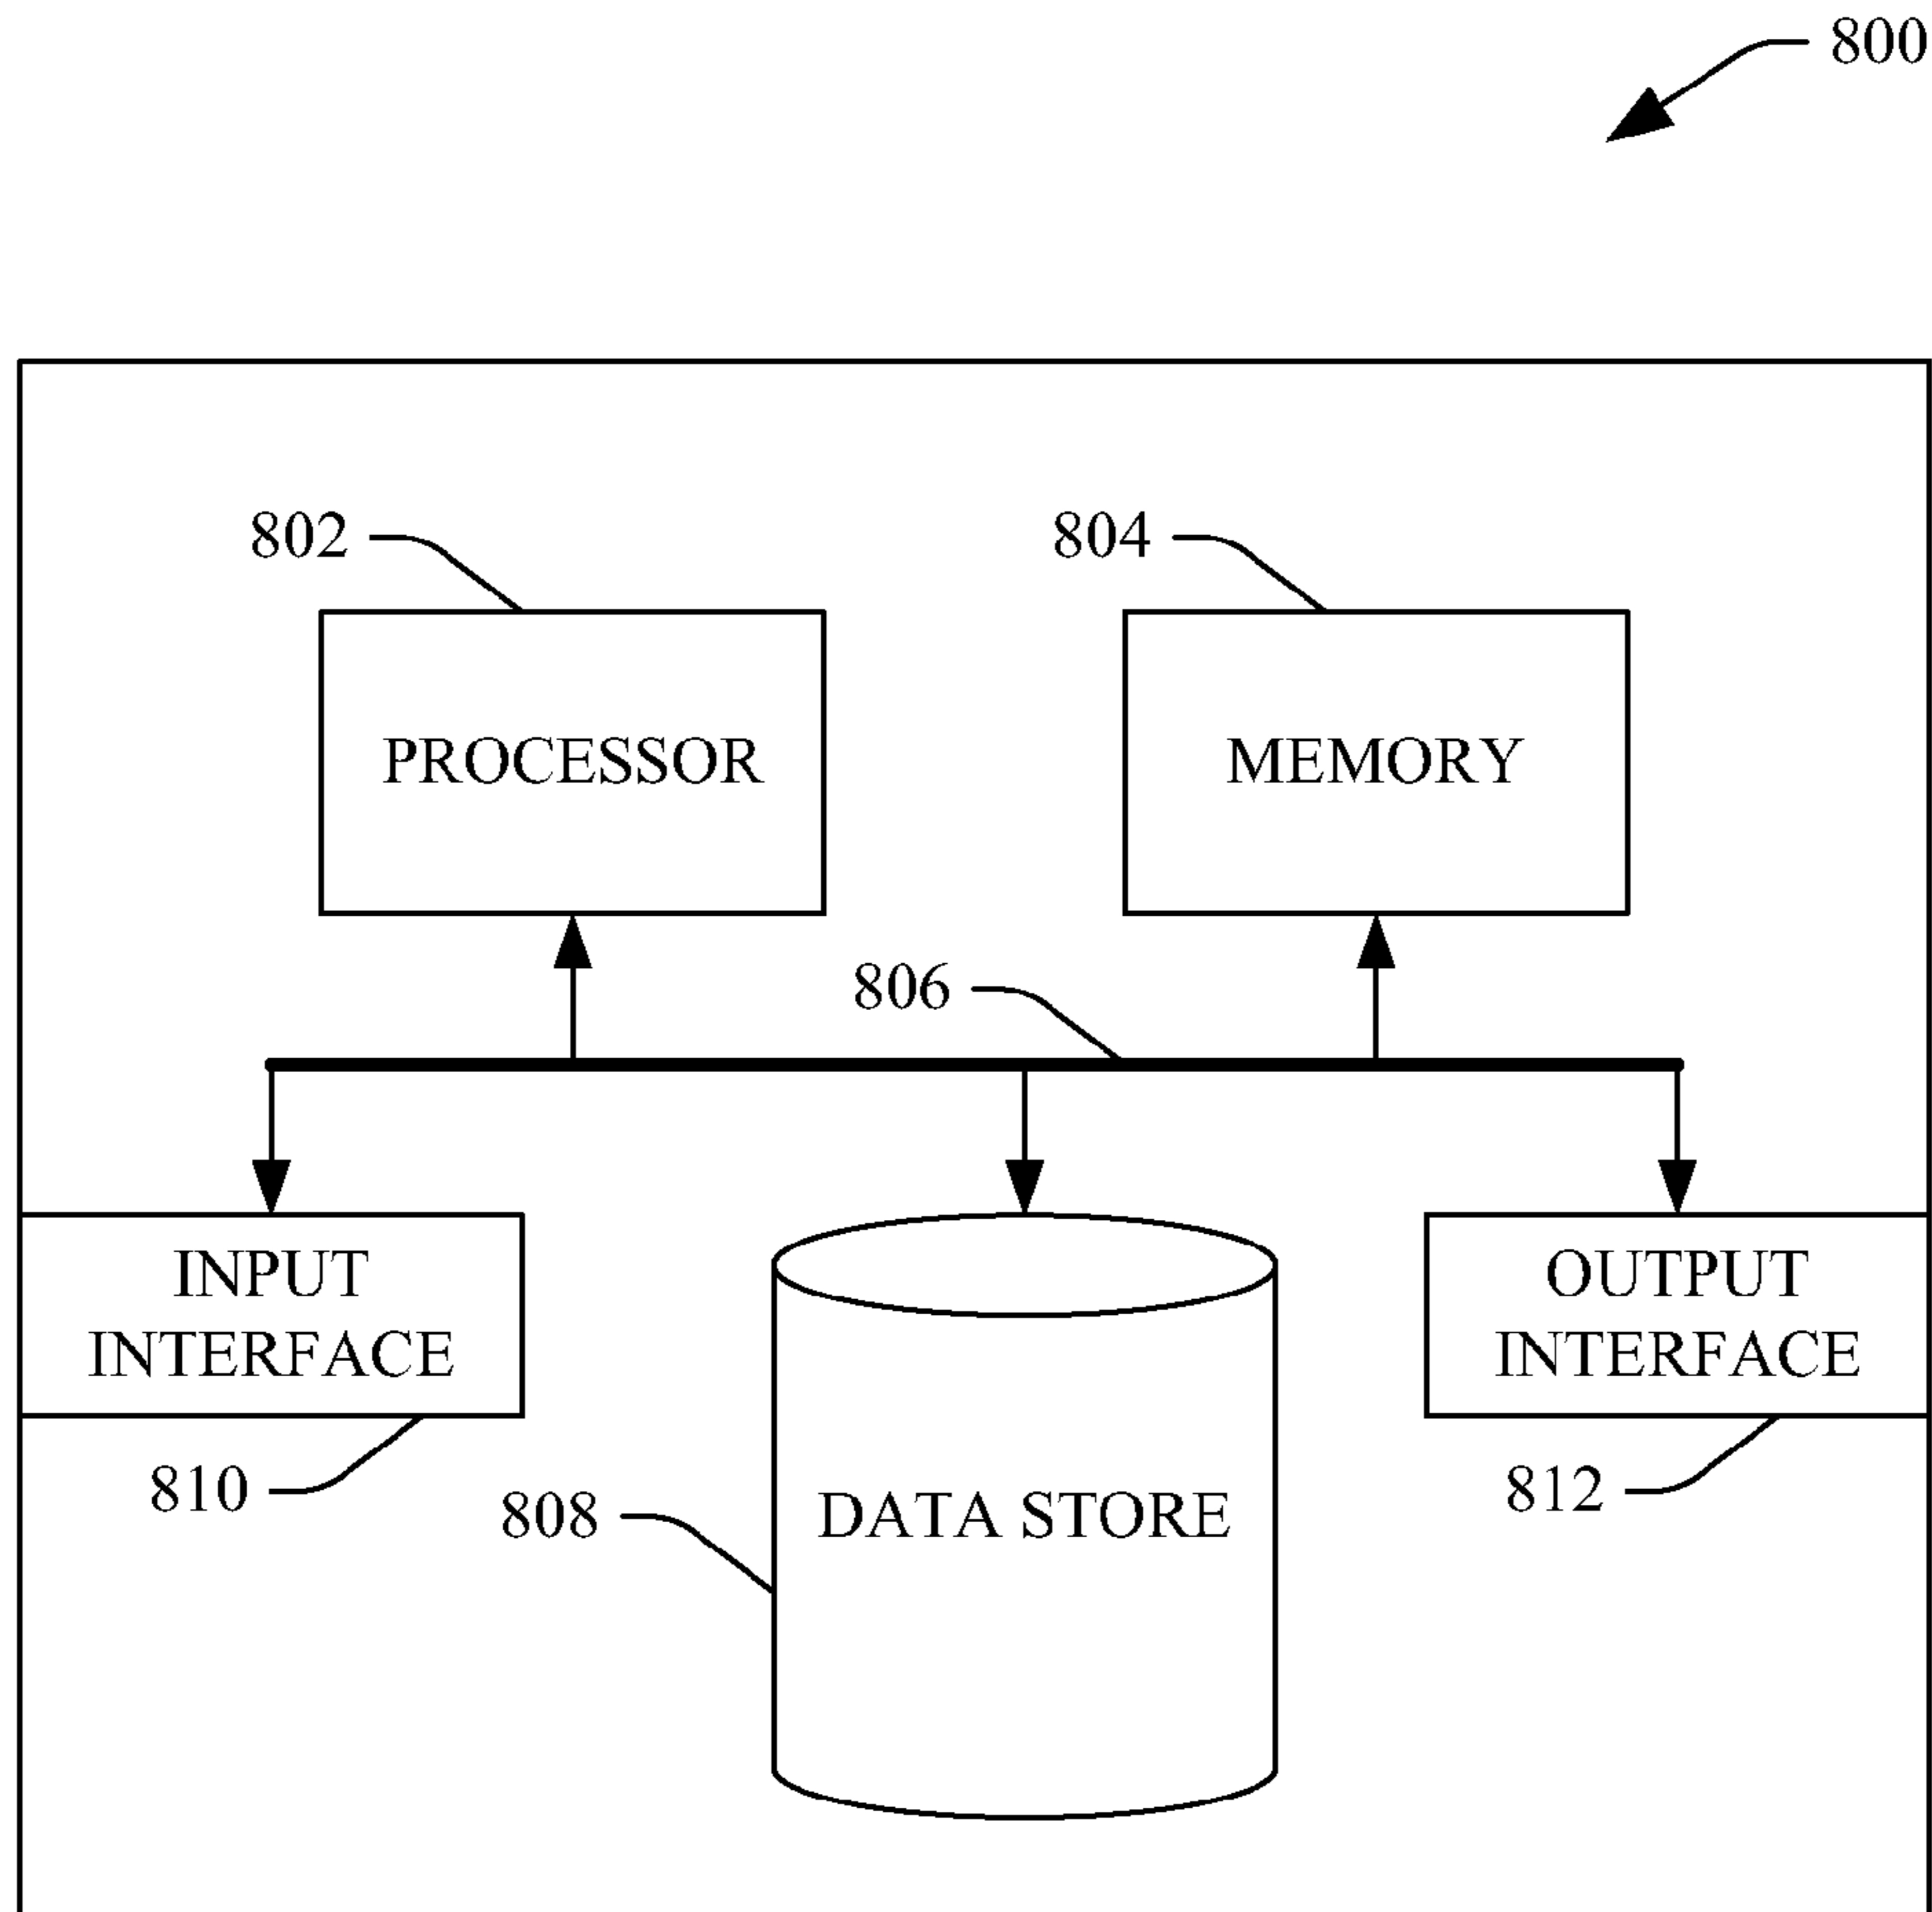 800
802
804
PROCESSOR
MEMORY
806
INPUT
INTERFACE
OUTPUT
INTERFACE
810
808
DATA STORE
812